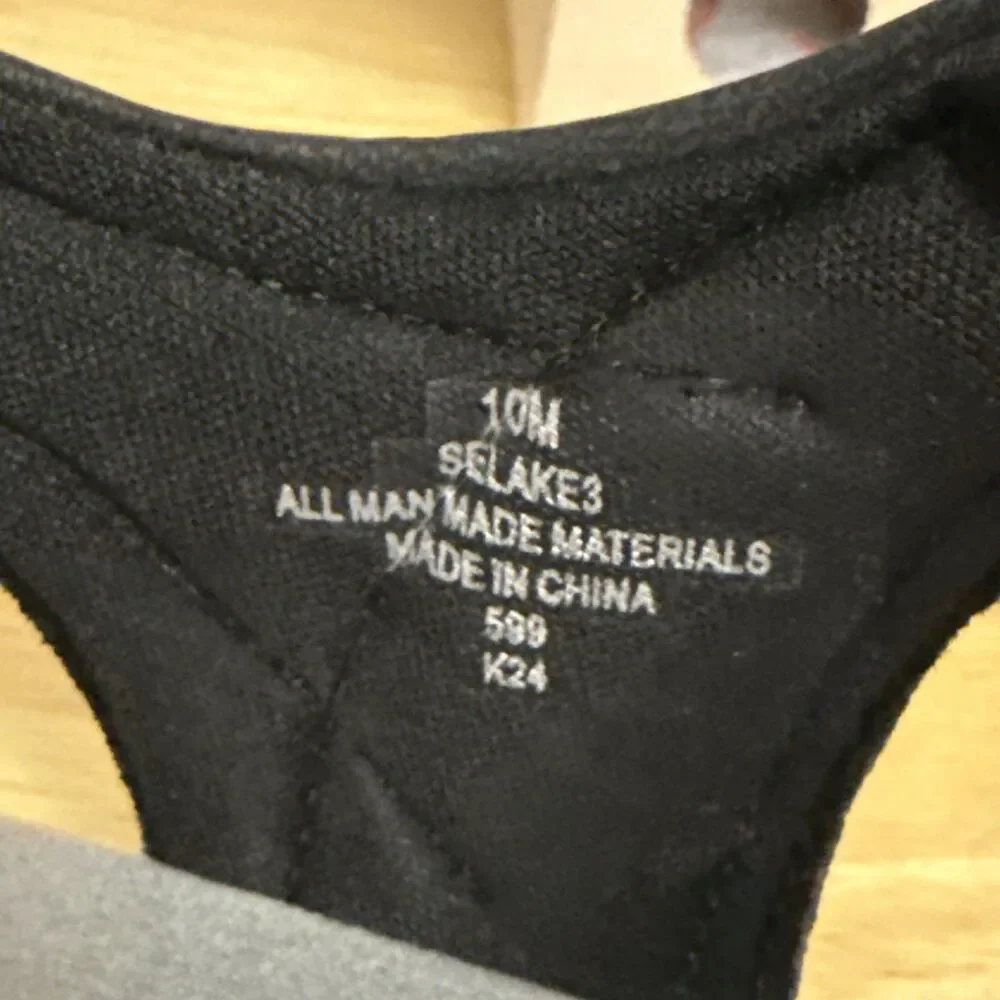 10M
SELAKE3
ALL MAN MADE MATERIALS
MADE IN CHINA
599
K24